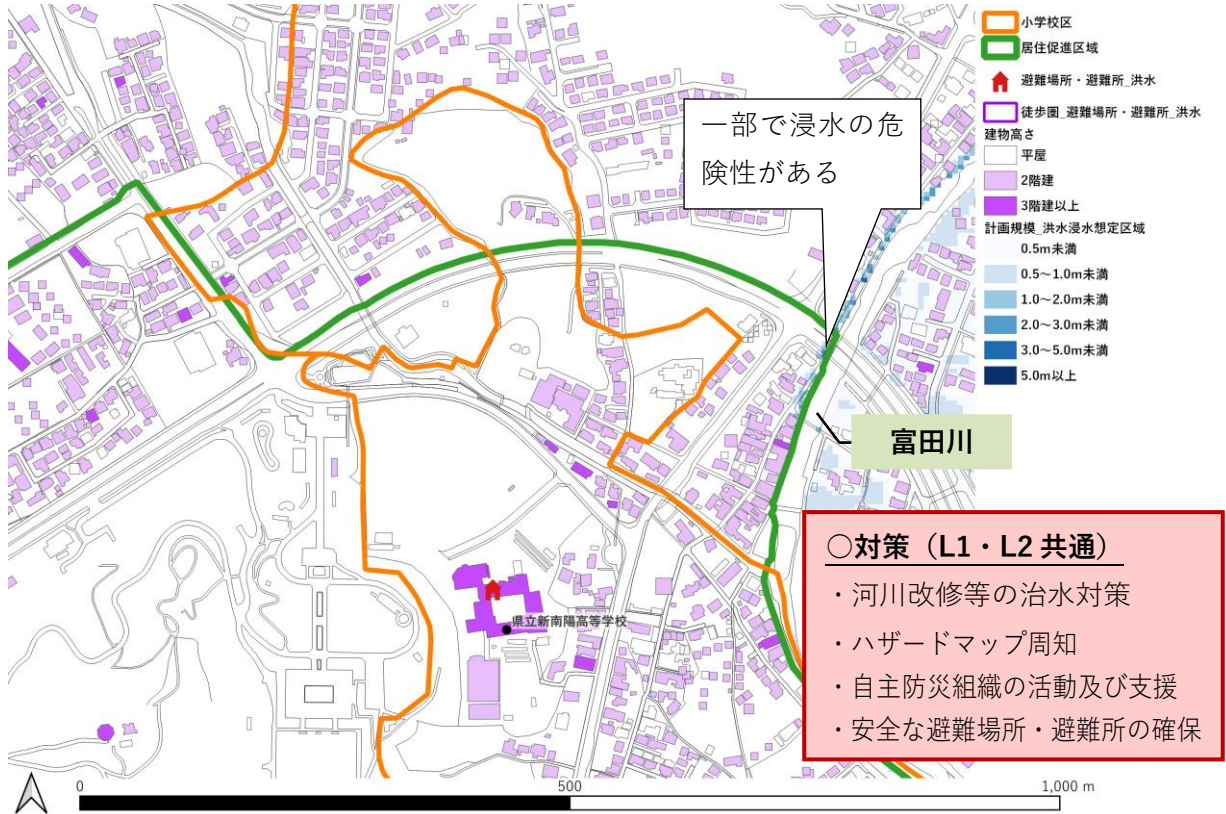 小学校区
居住促進区域
避難場所・避難所_洪水
徒歩圏_避難場所・避難所_洪水
建物高さ
平屋
2階建
3階建以上
計画規模_洪水浸水想定区域
0.5m未満
0.5～1.0m未満
1.0～2.0m未満
2.0～3.0m未満
3.0～5.0m未満
5.0m以上
一部で浸水の危
険性がある
富田川
○対策（L1・L2 共通）
・河川改修等の治水対策
・ハザードマップ周知
・自主防災組織の活動及び支援
・安全な避難場所・避難所の確保
県立新南陽高等学校
0 500 1,000 m